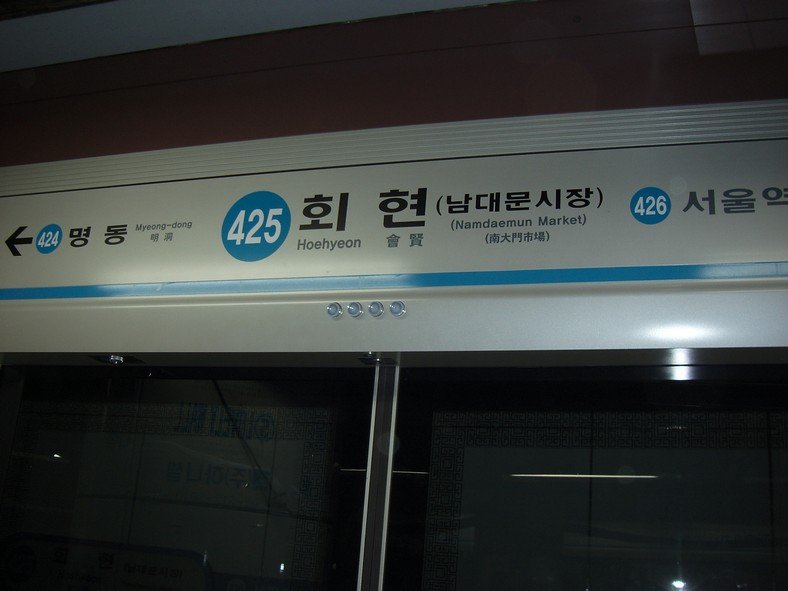 424 명동 Myeong-dong
明洞
425 회현 (남대문시장)
Hoehyeon 會賢 (Namdaemun Market)
(南大門市場)
426 서울역